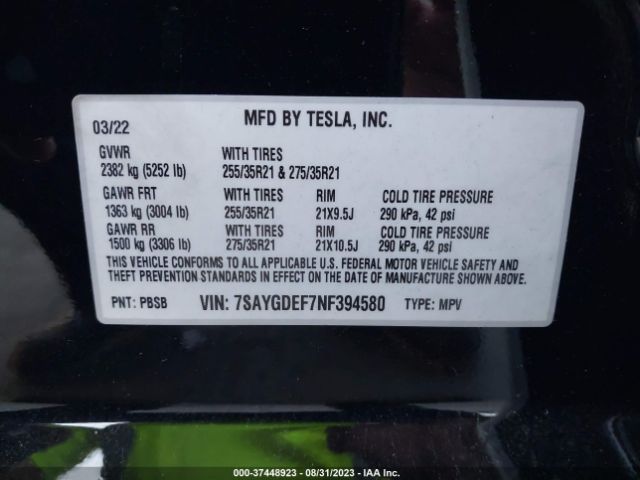 03/22 MFD BY TESLA, INC.
GVWR WITH TIRES
2382 kg (5252 lb) 255/35R21 & 275/35R21
GAWR FRT WITH TIRES RIM COLD TIRE PRESSURE
1363 kg (3004 lb) 255/35R21 21X9.5J 290 kPa, 42 psi
GAWR RR WITH TIRES RIM COLD TIRE PRESSURE
1500 kg (3306 lb) 275/35R21 21X10.5J 290 kPa, 42 psi
THIS VEHICLE CONFORMS TO ALL APPLICABLE U.S. FEDERAL MOTOR VEHICLE SAFETY AND
THEFT PREVENTION STANDARDS IN EFFECT ON THE DATE OF MANUFACTURE SHOWN ABOVE.
PNT: PBSB VIN: 7SAYGDEF7NF394580 TYPE: MPV
000-37448923 - 08/31/2023 - IAA Inc.